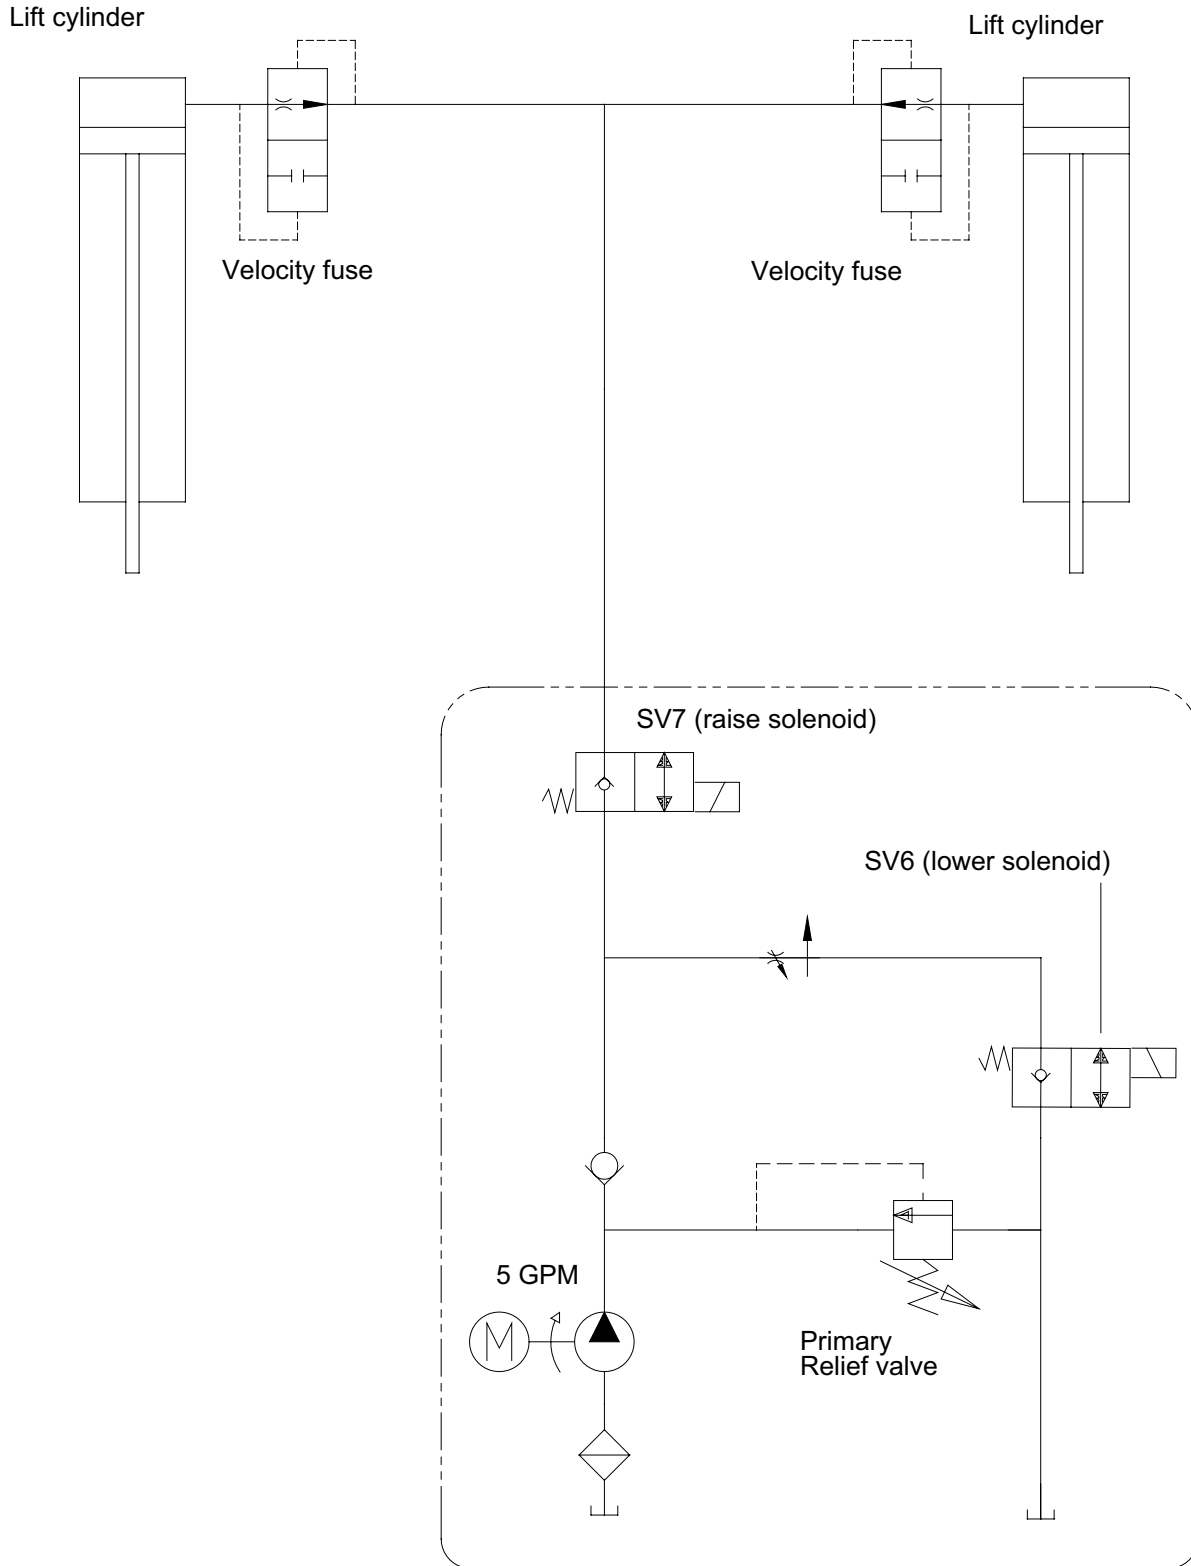 Lift cylinder
Lift cylinder
Velocity fuse
Velocity fuse
SV7 (raise solenoid)
SV6 (lower solenoid)
5 GPM
M
Primary
Relief valve